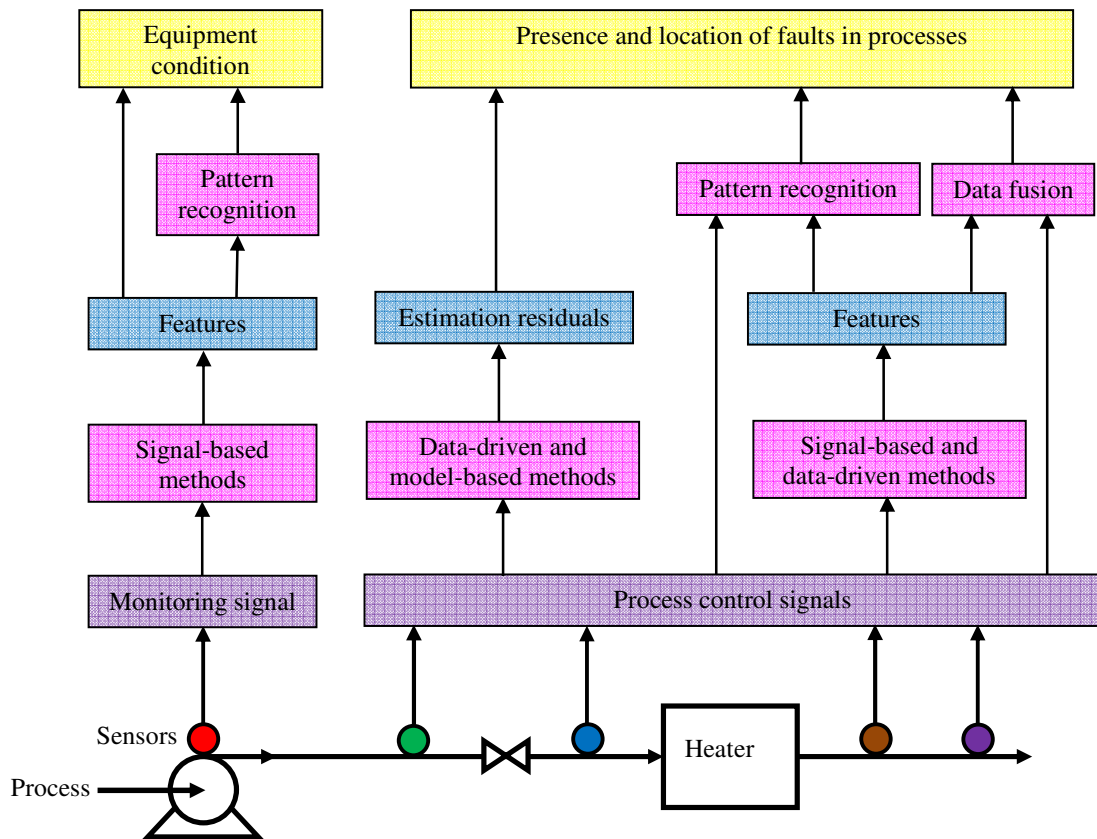 Equipment
condition
Presence and location of faults in processes
Pattern
recognition
Pattern recognition
Data fusion
Features
Estimation residuals
Features
Signal-based
methods
Data-driven and
model-based methods
Signal-based and
data-driven methods
Monitoring signal
Process control signals
Sensors
Heater
Process